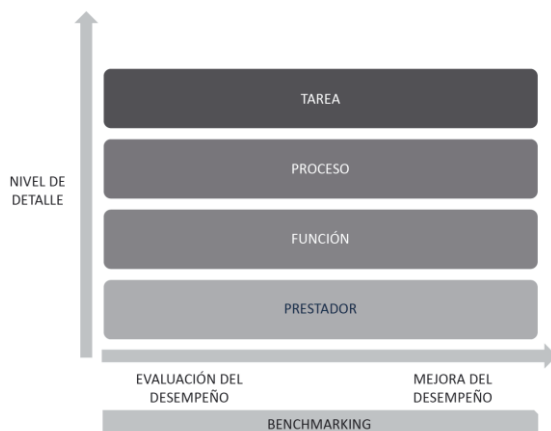 TAREA
PROCESO
NIVEL DE
DETALLE
FUNCIÓN
PRESTADOR
EVALUACIÓN DEL
DESEMPEÑO
MEJORA DEL
DESEMPEÑO
BENCHMARKING